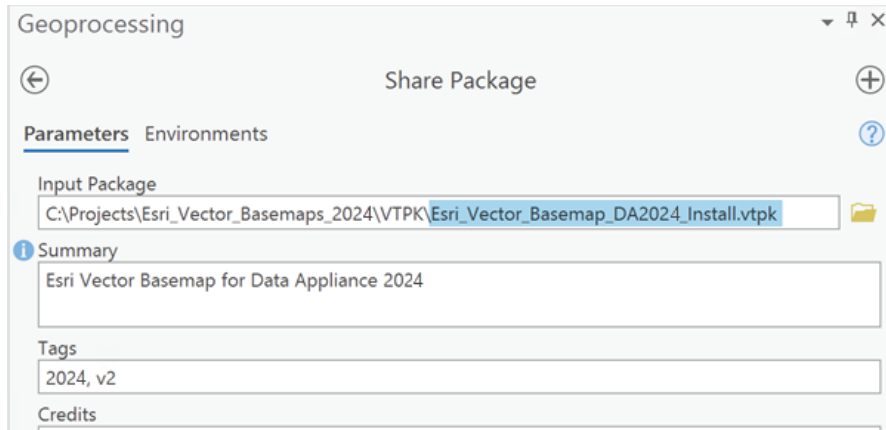 Geoprocessing
Share Package
Parameters Environments
Input Package
C:\Projects\Esri_Vector_Basemaps_2024\VTPK\Esri_Vector_Basemap_DA2024_Install.vtpk
Summary
Esri Vector Basemap for Data Appliance 2024
Tags
2024, v2
Credits